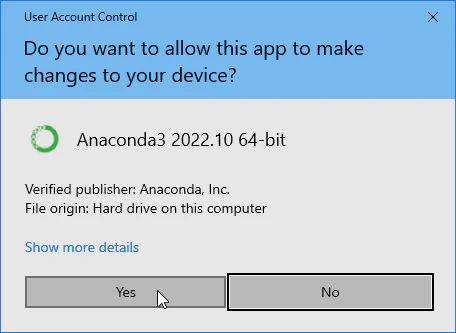 User Account Control
Do you want to allow this app to make
changes to your device?
Anaconda3 2022.10 64-bit
Verified publisher: Anaconda, Inc.
File origin: Hard drive on this computer
Show more details
Yes
No